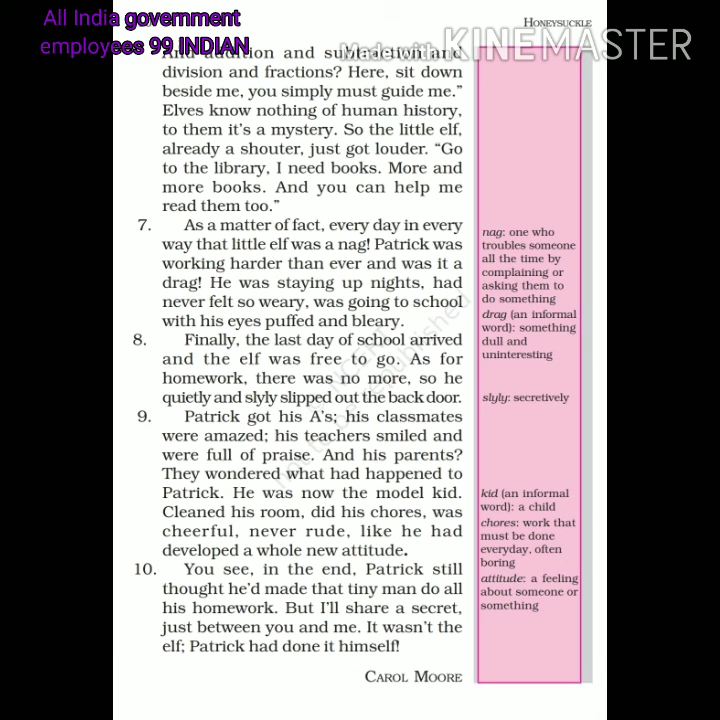 All India government
employees 99 INDIAN
Made with KINEMASTER
HONEYSUCKLE
And addition and subtraction and
division and fractions? Here, sit down
beside me, you simply must guide me.”
Elves know nothing of human history,
to them it’s a mystery. So the little elf,
already a shouter, just got louder. “Go
to the library, I need books. More and
more books. And you can help me
read them too.”
7. As a matter of fact, every day in every
way that little elf was a nag! Patrick was
working harder than ever and was it a
drag! He was staying up nights, had
never felt so weary, was going to school
with his eyes puffed and bleary.
8. Finally, the last day of school arrived
and the elf was free to go. As for
homework, there was no more, so he
quietly and slyly slipped out the back door.
9. Patrick got his A’s; his classmates
were amazed; his teachers smiled and
were full of praise. And his parents?
They wondered what had happened to
Patrick. He was now the model kid.
Cleaned his room, did his chores, was
cheerful, never rude, like he had
developed a whole new attitude.
10. You see, in the end, Patrick still
thought he’d made that tiny man do all
his homework. But I’ll share a secret,
just between you and me. It wasn’t the
elf; Patrick had done it himself!
CAROL MOORE
nag: one who
troubles someone
all the time by
complaining or
asking them to
do something
drag (an informal
word): something
dull and
uninteresting
slyly: secretively
kid (an informal
word): a child
chores: work that
must be done
everyday, often
boring
attitude: a feeling
about someone or
something
© NCERT
not to be republished